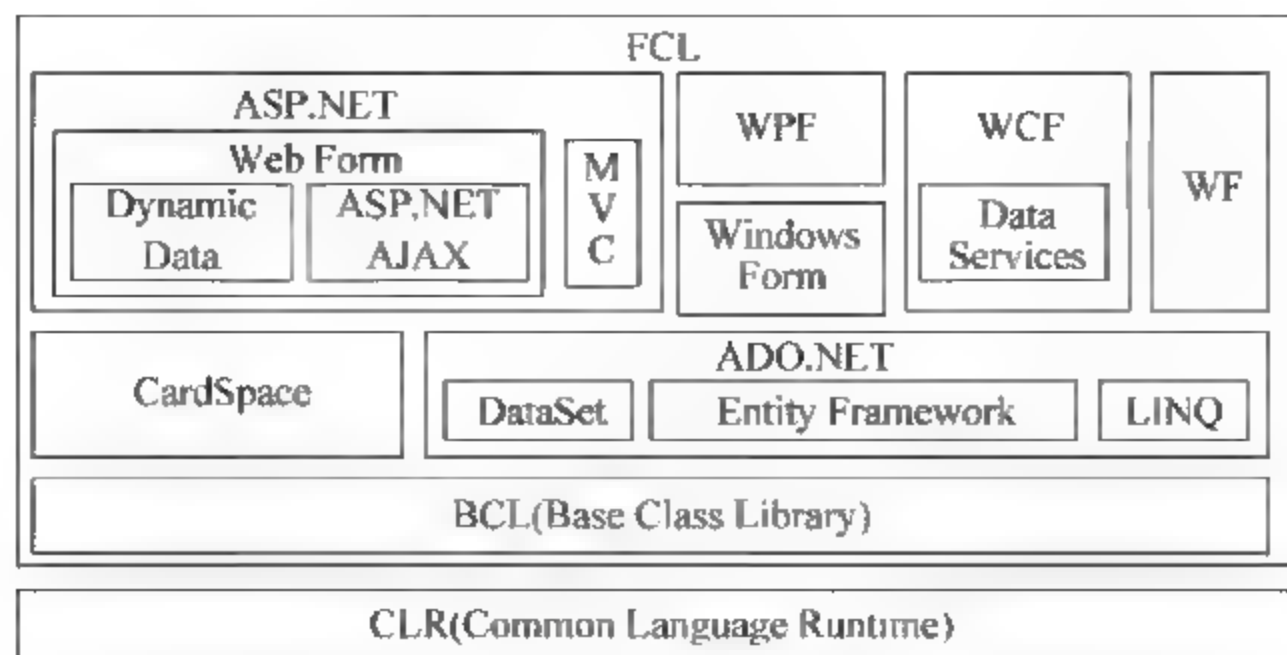 FCL
ASP.NET
Web Form
Dynamic
Data
ASP.NET
AJAX
M
V
C
WPF
Windows
Form
WCF
Data
Services
WF
CardSpace
ADO.NET
DataSet
Entity Framework
LINQ
BCL(Base Class Library)
CLR(Common Language Runtime)